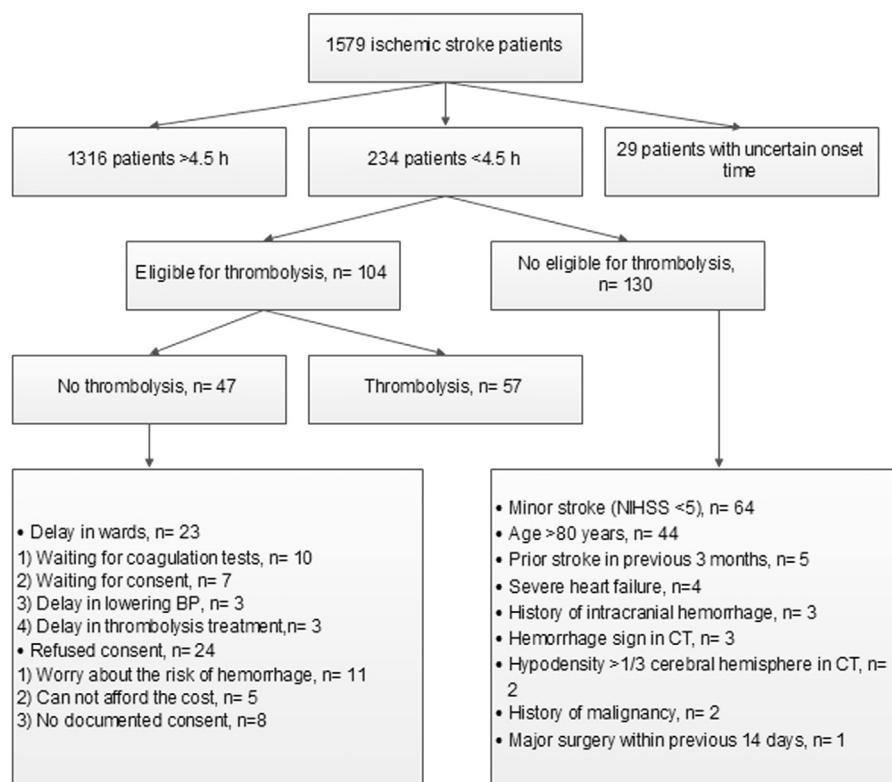 1579 ischemic stroke patients
1316 patients >4.5 h
234 patients <4.5 h
29 patients with uncertain onset
time
Eligible for thrombolysis, n= 104
No eligible for thrombolysis,
n= 130
No thrombolysis, n= 47
Thrombolysis, n= 57
• Delay in wards, n= 23
1) Waiting for coagulation tests, n= 10
2) Waiting for consent, n= 7
3) Delay in lowering BP, n= 3
4) Delay in thrombolysis treatment,n= 3
• Refused consent, n= 24
1) Worry about the risk of hemorrhage, n= 11
2) Can not afford the cost, n= 5
3) No documented consent, n=8
• Minor stroke (NIHSS <5), n= 64
• Age >80 years, n= 44
• Prior stroke in previous 3 months, n= 5
• Severe heart failure, n=4
• History of intracranial hemorrhage, n= 3
• Hemorrhage sign in CT, n= 3
• Hypodensity >1/3 cerebral hemisphere in CT, n=
2
• History of malignancy, n= 2
• Major surgery within previous 14 days, n= 1